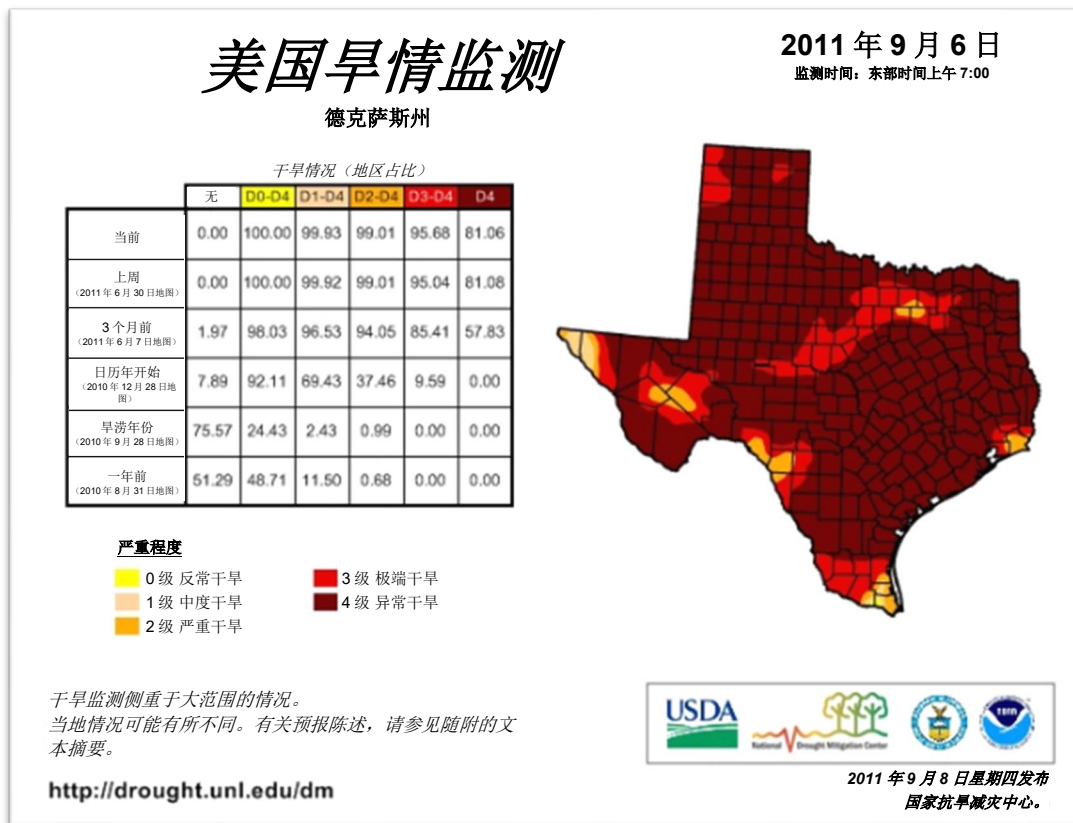 美国旱情监测
德克萨斯州
2011 年 9 月 6 日
监测时间：东部时间上午 7:00
干旱情况（地区占比）
无 D0-D4 D1-D4 D2-D4 D3-D4 D4
当前 0.00 100.00 99.93 99.01 95.68 81.06
上周
（2011 年 6 月 30 日地图） 0.00 100.00 99.92 99.01 95.04 81.08
3 个月前
（2011 年 6 月 7 日地图） 1.97 98.03 96.53 94.05 85.41 57.83
日历年开始
（2010 年 12 月 28 日地
图） 7.89 92.11 69.43 37.46 9.59 0.00
旱涝年份
（2010 年 9 月 28 日地图） 75.57 24.43 2.43 0.99 0.00 0.00
一年前
（2010 年 8 月 31 日地图） 51.29 48.71 11.50 0.68 0.00 0.00
严重程度
0 级 反常干旱
1 级 中度干旱
2 级 严重干旱
3 级 极端干旱
4 级 异常干旱
干旱监测侧重于大范围的情况。
当地情况可能有所不同。有关预报陈述，请参见随附的文
本摘要。
http://drought.unl.edu/dm
USDA
National Drought Mitigation Center
2011 年 9 月 8 日星期四发布
国家抗旱减灾中心。